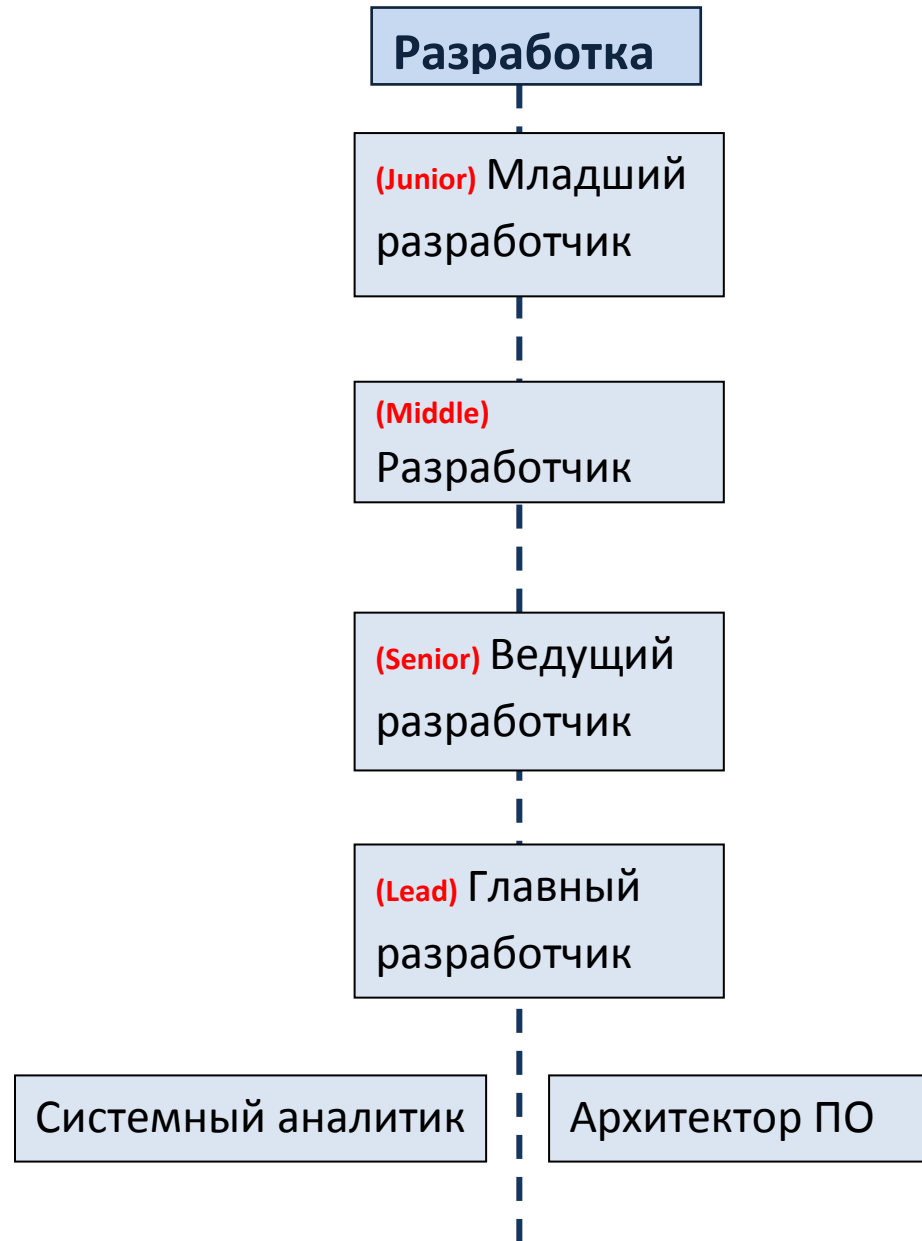 Разработка
(Junior) Младший
разработчик
(Middle)
Разработчик
(Senior) Ведущий
разработчик
(Lead) Главный
разработчик
Системный аналитик
Архитектор ПО